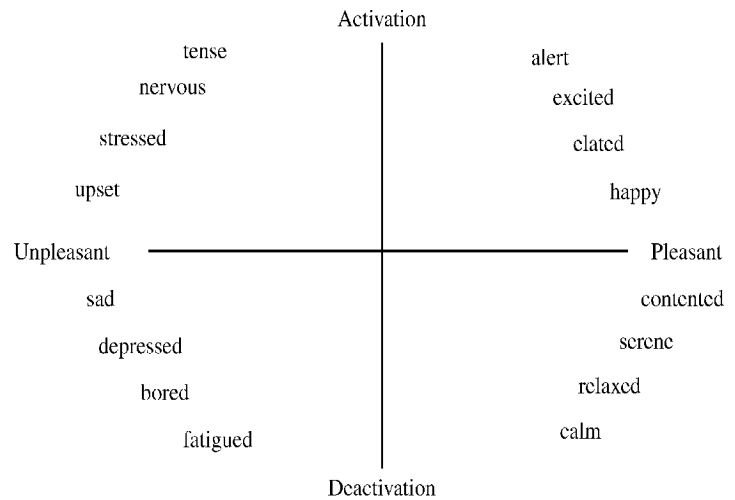 Activation
tense
alert
nervous
excited
stressed
elated
upset
happy
Unpleasant
Pleasant
sad
contented
depressed
serene
bored
relaxed
fatigued
calm
Deactivation